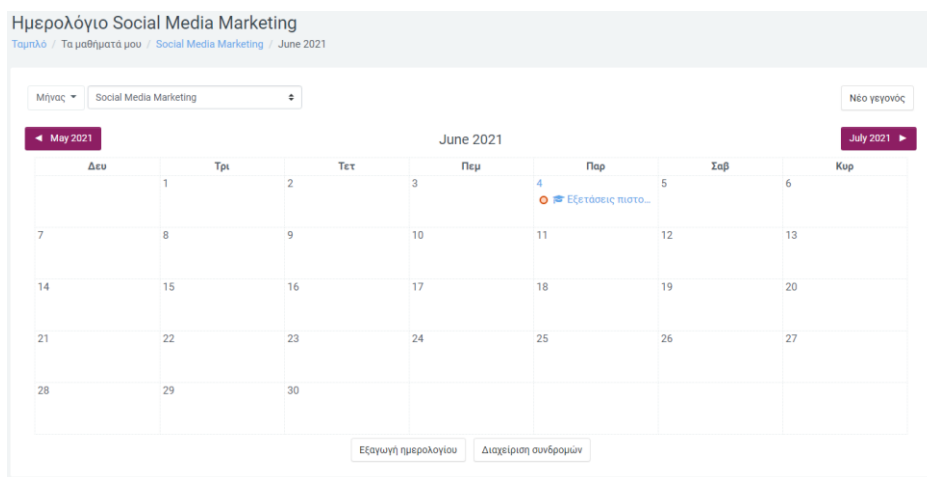 Ημερολόγιο Social Media Marketing
Ταμπλό / Τα μαθήματά μου / Social Media Marketing / June 2021
Μήνας Social Media Marketing Νέο γεγονός
◄ May 2021 June 2021 July 2021 ►
Δευ Τρι Τετ Πεμ Παρ Σαβ Κυρ
1 2 3 4 5 6
Εξετάσεις πιστο...
7 8 9 10 11 12 13
14 15 16 17 18 19 20
21 22 23 24 25 26 27
28 29 30
Εξαγωγή ημερολογίου Διαχείριση συνδρομών